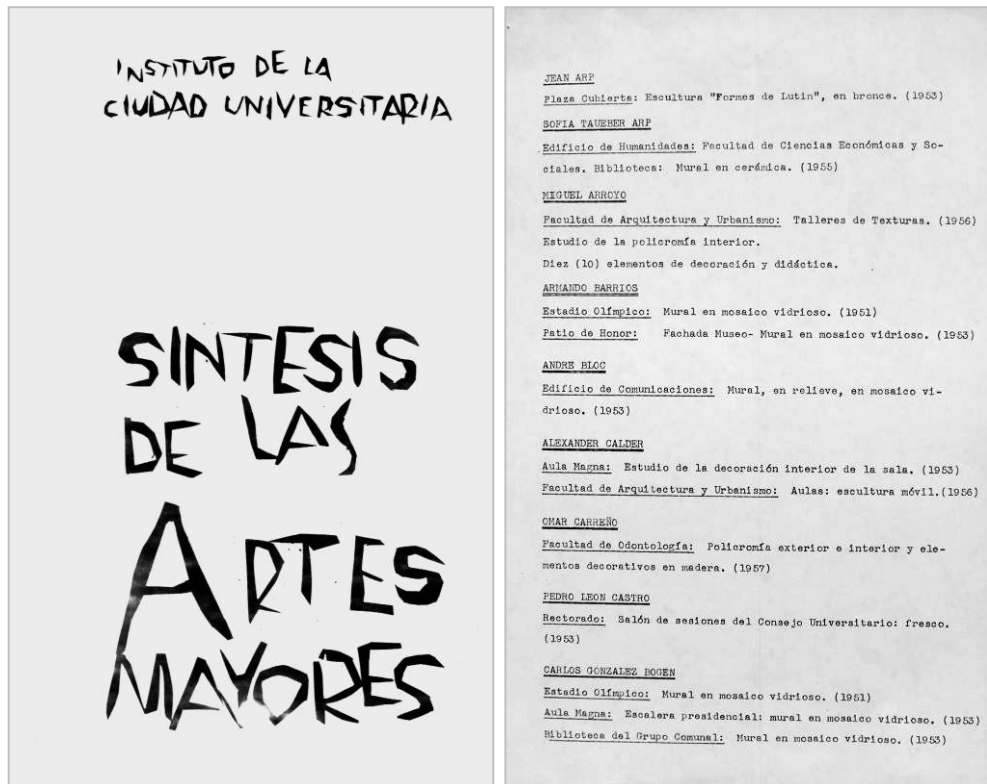 INSTITUTO DE LA
CIUDAD UNIVERSITARIA
SINTESIS
DE LAS
ARTES
MAYORES
JEAN ARP
Plaza Cubierta: Escultura "Formes de Lutin", en bronce. (1953)
SOFIA TAUEBER ARP
Edificio de Humanidades: Facultad de Ciencias Económicas y So-
ciales. Biblioteca: Mural en cerámica. (1955)
MIGUEL ARROYO
Facultad de Arquitectura y Urbanismo: Talleres de Texturas. (1956)
Estudio de la policromía interior.
Diez (10) elementos de decoración y didáctica.
ARMANDO BARRIOS
Estadio Olímpico: Mural en mosaico vidrioso. (1951)
Patio de Honor: Fachada Museo- Mural en mosaico vidrioso. (1953)
ANDRE BLOC
Edificio de Comunicaciones: Mural, en relieve, en mosaico vi-
drioso. (1953)
ALEXANDER CALDER
Aula Magna: Estudio de la decoración interior de la sala. (1953)
Facultad de Arquitectura y Urbanismo: Aulas: escultura móvil.(1956)
OMAR CARREÑO
Facultad de Odontología: Policromía exterior e interior y ele-
mentos decorativos en madera. (1957)
PEDRO LEON CASTRO
Rectorado: Salón de sesiones del Consejo Universitario: fresco.
(1953)
CARLOS GONZALEZ BOGEN
Estadio Olímpico: Mural en mosaico vidrioso. (1951)
Aula Magna: Escalera presidencial: mural en mosaico vidrioso. (1953)
Biblioteca del Grupo Comunal: Mural en mosaico vidrioso. (1953)